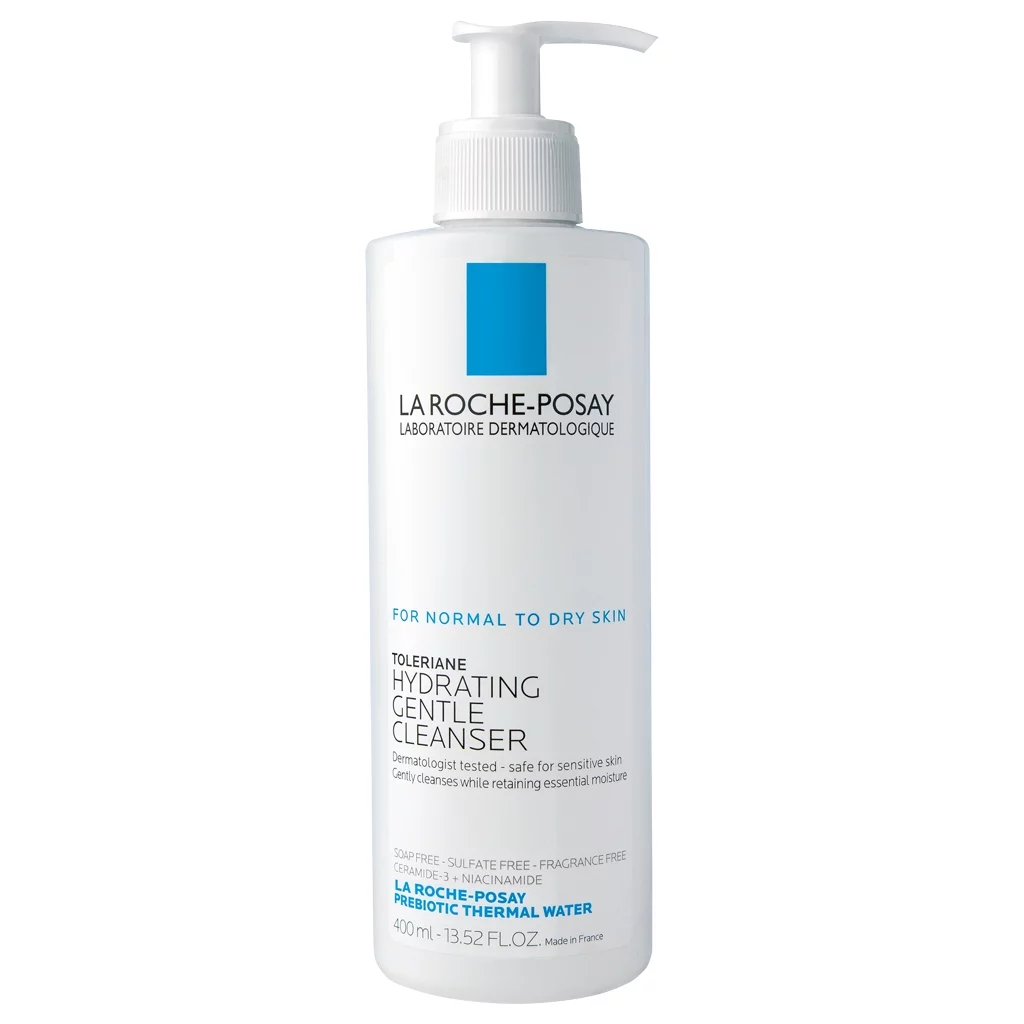 LA ROCHE-POSAY
LABORATOIRE DERMATOLOGIQUE
FOR NORMAL TO DRY SKIN
TOLERIANE
HYDRATING
GENTLE
CLEANSER
Dermatologist tested - safe for sensitive skin
Gently cleanses while retaining essential moisture
SOAP FREE - SULFATE FREE - FRAGRANCE FREE
CERAMIDE-3 + NIACINAMIDE
LA ROCHE-POSAY
PREBIOTIC THERMAL WATER
400 ml - 13.52 FL.OZ. Made in France